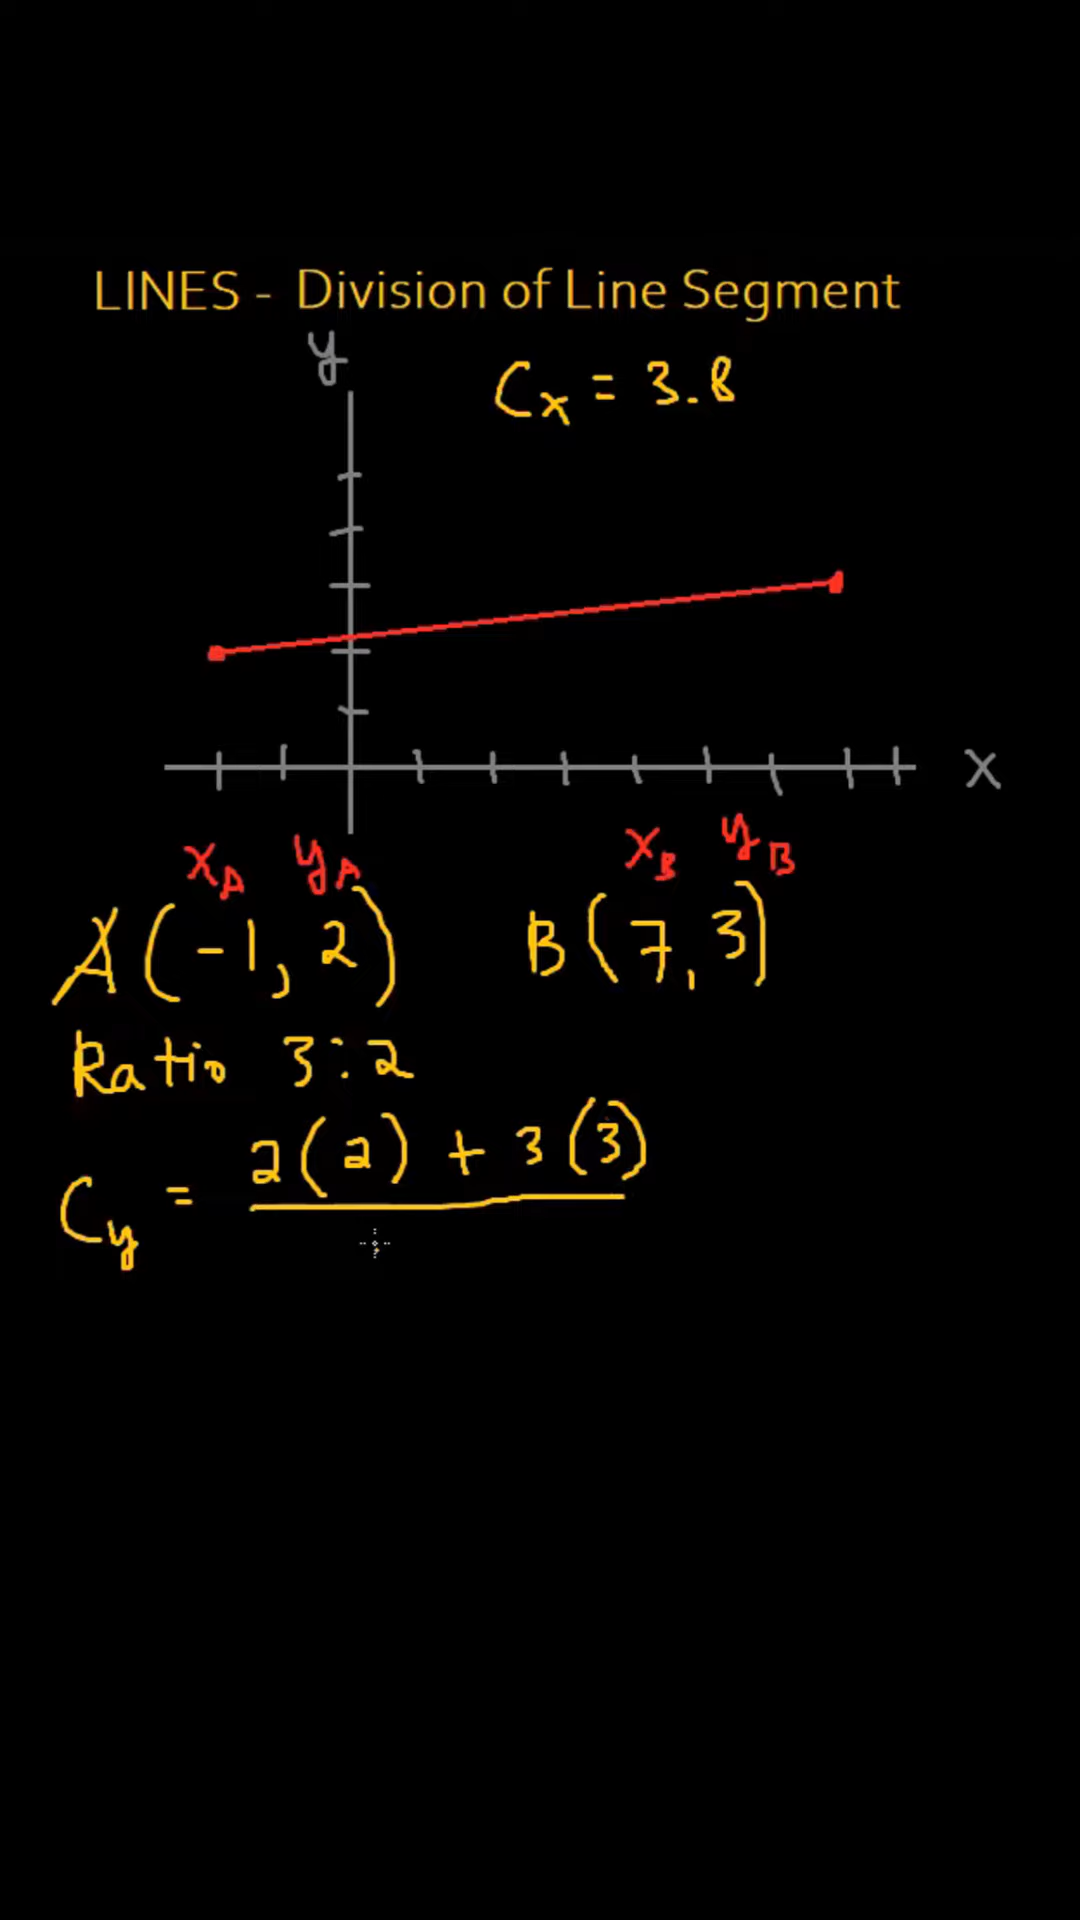 LINES - Division of Line Segment
y
Cx = 3.8
x
xA yA xB yB
A(-1, 2) B(7,3)
Ratio 3:2
Cy = 2(2) + 3(3)